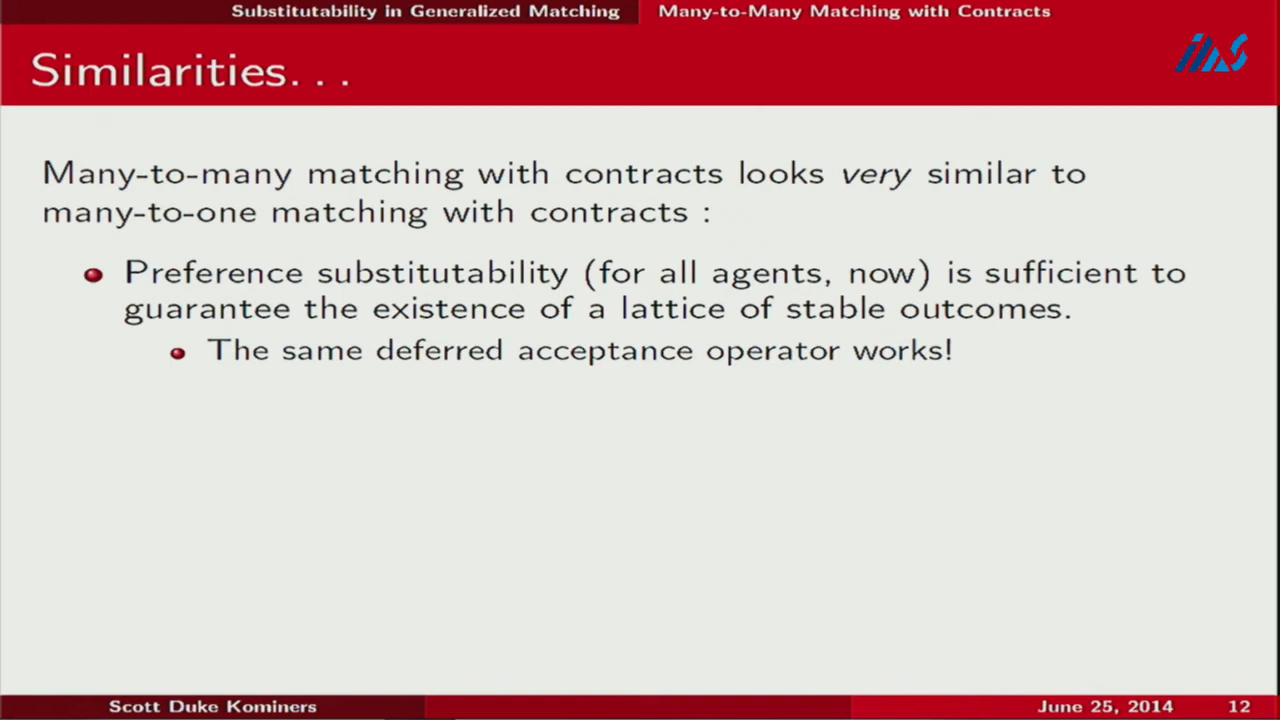 Substitutability in Generalized Matching Many-to-Many Matching with Contracts
Similarities. . .
ias
Many-to-many matching with contracts looks very similar to
many-to-one matching with contracts :
Preference substitutability (for all agents, now) is sufficient to
guarantee the existence of a lattice of stable outcomes.
The same deferred acceptance operator works!
Scott Duke Kominers June 25, 2014 12